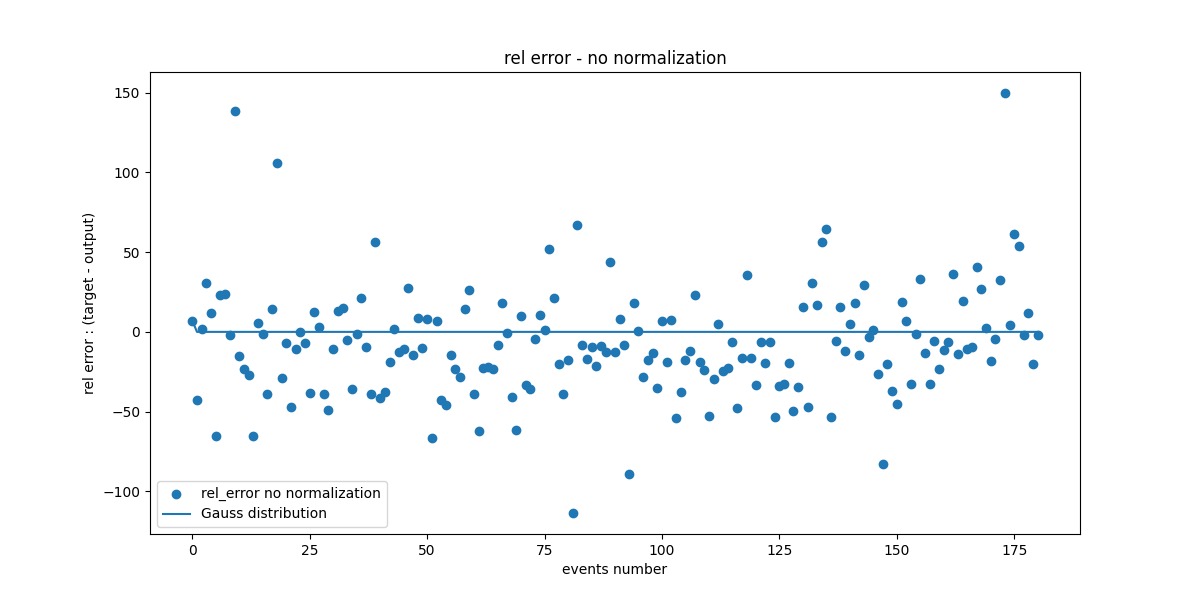 rel error - no normalization
rel error : (target - output)
150
100
50
0
−50
−100
rel_error no normalization
Gauss distribution
0 25 50 75 100 125 150 175
events number